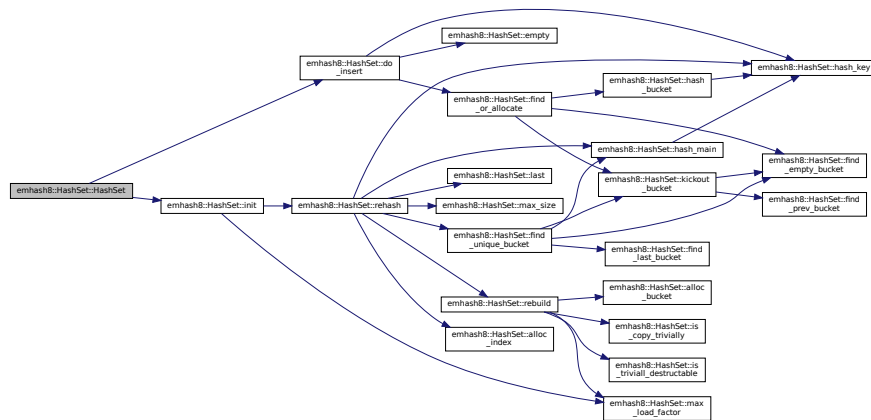 emhash8::HashSet::HashSet
emhash8::HashSet::do
_insert
emhash8::HashSet::init
emhash8::HashSet::empty
emhash8::HashSet::find
_or_allocate
emhash8::HashSet::rehash
emhash8::HashSet::last
emhash8::HashSet::max_size
emhash8::HashSet::find
_unique_bucket
emhash8::HashSet::rebuild
emhash8::HashSet::alloc
_index
emhash8::HashSet::hash
_bucket
emhash8::HashSet::hash_main
emhash8::HashSet::kickout
_bucket
emhash8::HashSet::find
_last_bucket
emhash8::HashSet::alloc
_bucket
emhash8::HashSet::is
_copy_trivially
emhash8::HashSet::is
_triviall_destructable
emhash8::HashSet::max
_load_factor
emhash8::HashSet::hash_key
emhash8::HashSet::find
_empty_bucket
emhash8::HashSet::find
_prev_bucket